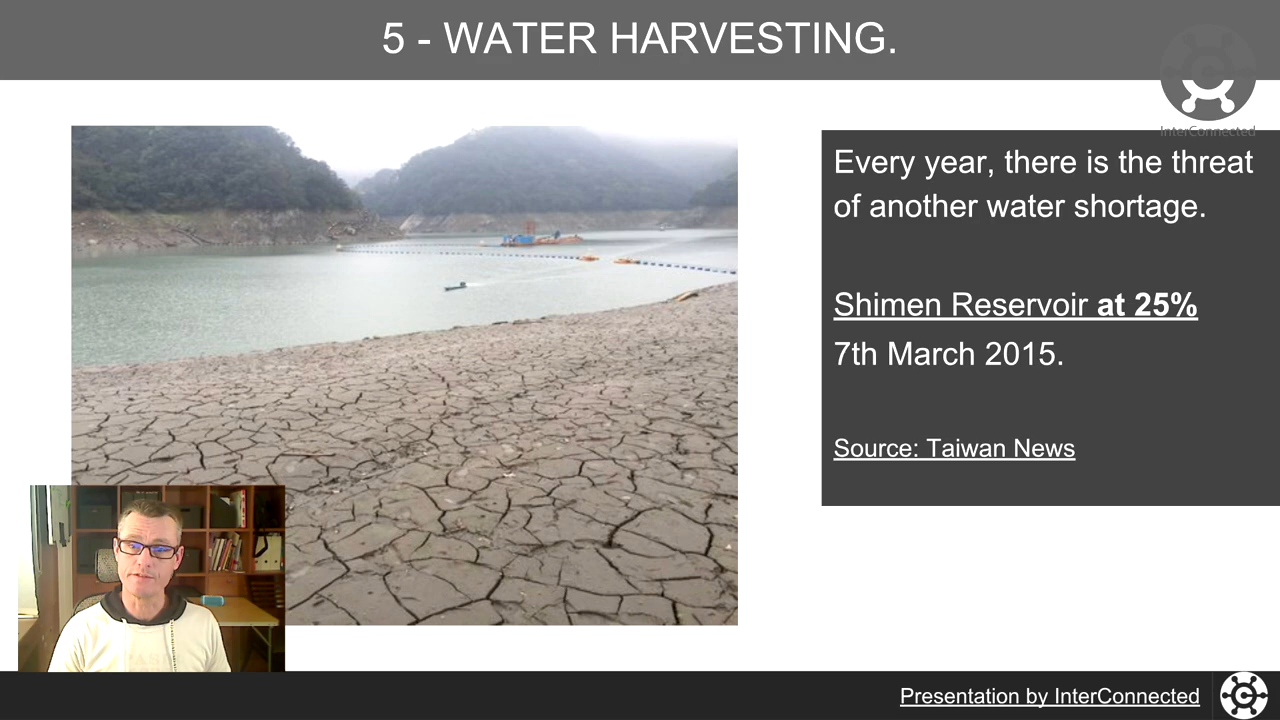 5 - WATER HARVESTING.
InterConnected
Every year, there is the threat
of another water shortage.
Shimen Reservoir at 25%
7th March 2015.
Source: Taiwan News
Presentation by InterConnected